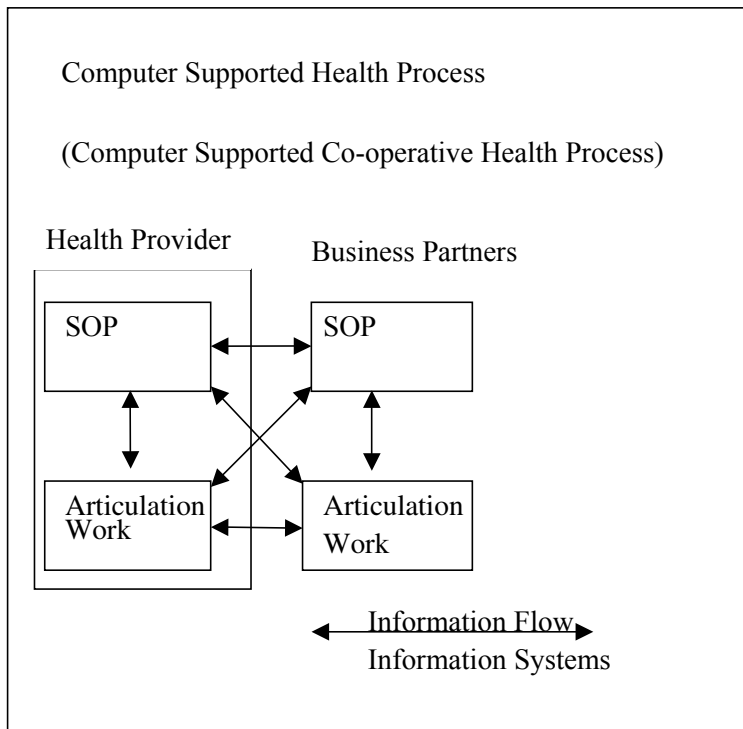 Computer Supported Health Process
(Computer Supported Co-operative Health Process)
Health Provider
Business Partners
SOP
SOP
Articulation
Work
Articulation
Work
Information Flow
Information Systems